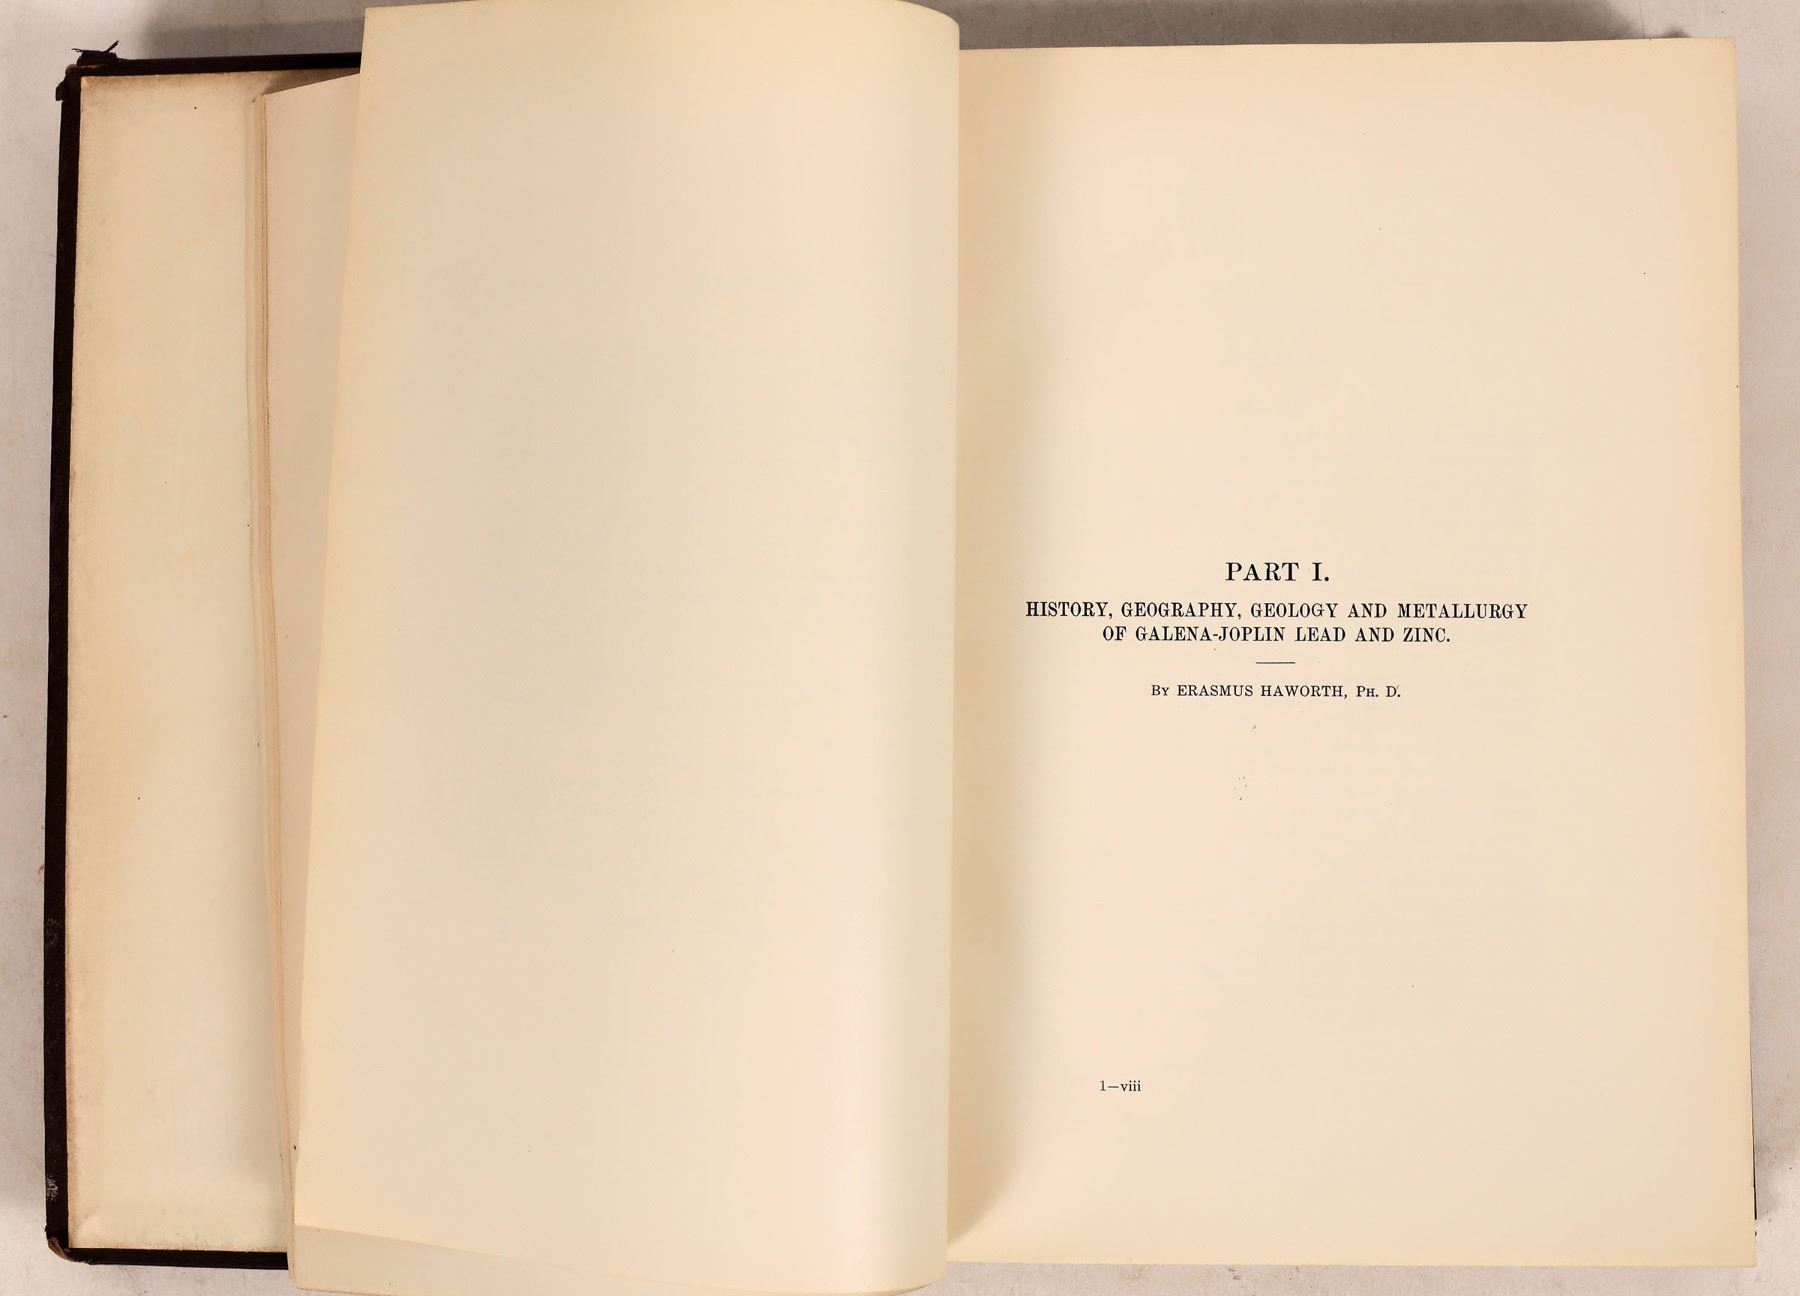 PART I.
HISTORY, GEOGRAPHY, GEOLOGY AND METALLURGY
OF GALENA-JOPLIN LEAD AND ZINC.
By ERASMUS HAWORTH, Ph. D.
1—viii